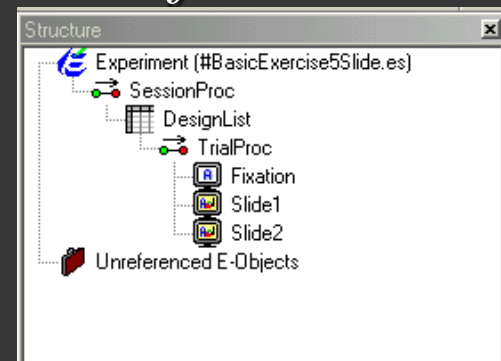 Structure
Experiment (#BasicExercise5Slide.es)
SessionProc
DesignList
TrialProc
Fixation
Slide1
Slide2
Unreferenced E-Objects